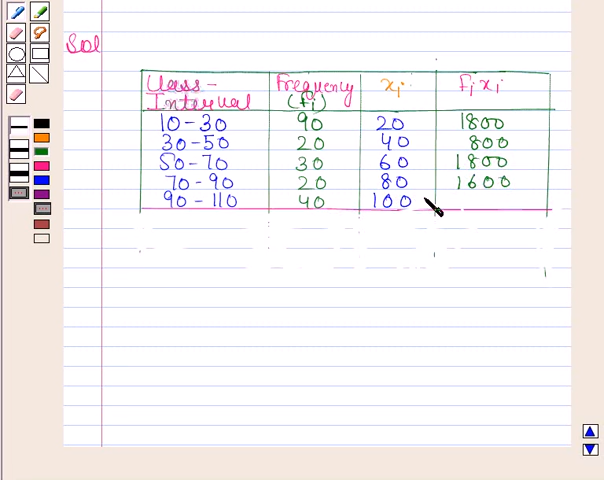 Sol
Class - Interval Frequency (fi) xi fixi
10-30 90 20 1800
30-50 20 40 800
50-70 30 60 1800
70-90 20 80 1600
90-110 40 100